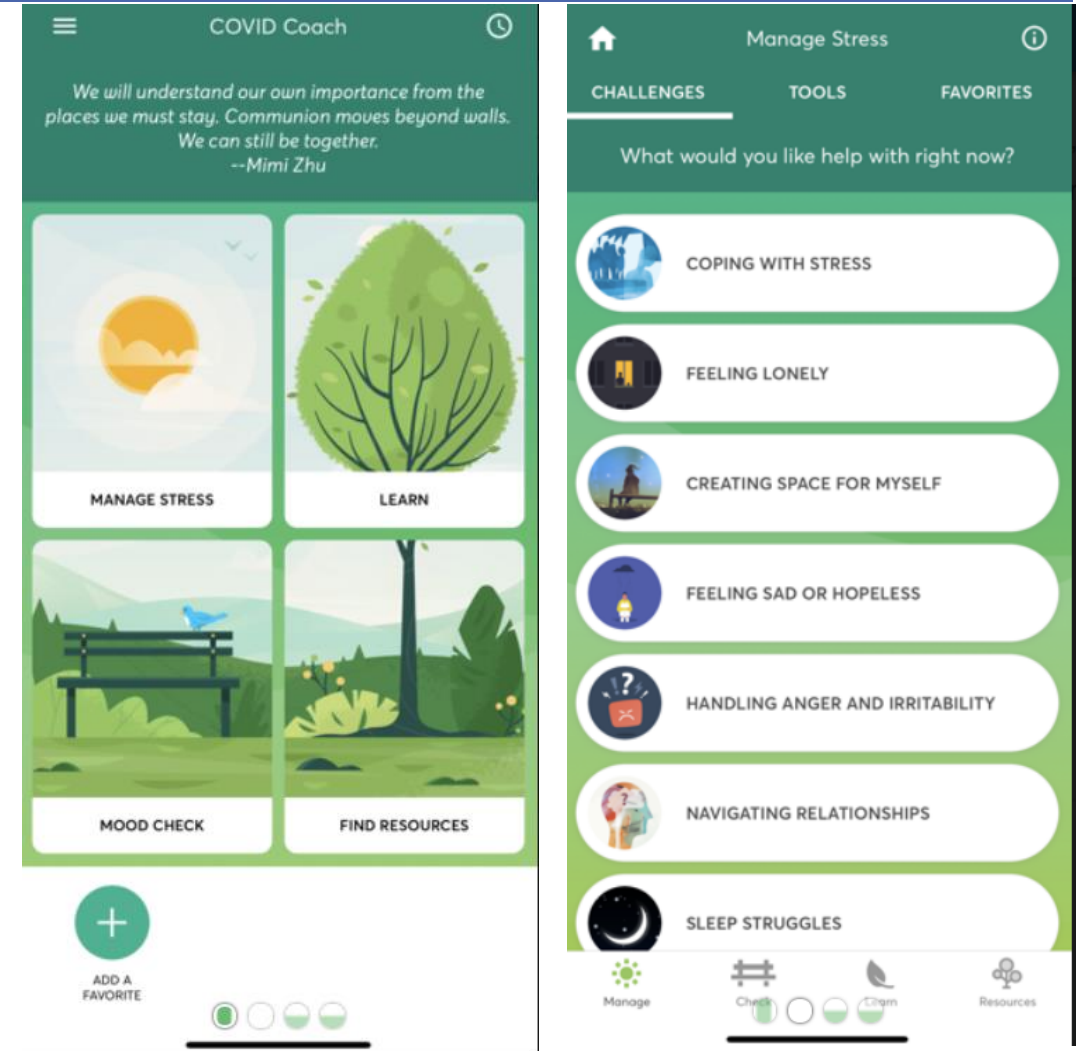 COVID Coach
We will understand our own importance from the
places we must stay. Communion moves beyond walls.
We can still be together.
--Mimi Zhu
MANAGE STRESS
LEARN
MOOD CHECK
FIND RESOURCES
ADD A
FAVORITE
Manage Stress
CHALLENGES TOOLS FAVORITES
What would you like help with right now?
COPING WITH STRESS
FEELING LONELY
CREATING SPACE FOR MYSELF
FEELING SAD OR HOPELESS
HANDLING ANGER AND IRRITABILITY
NAVIGATING RELATIONSHIPS
SLEEP STRUGGLES
Manage Check Learn Resources